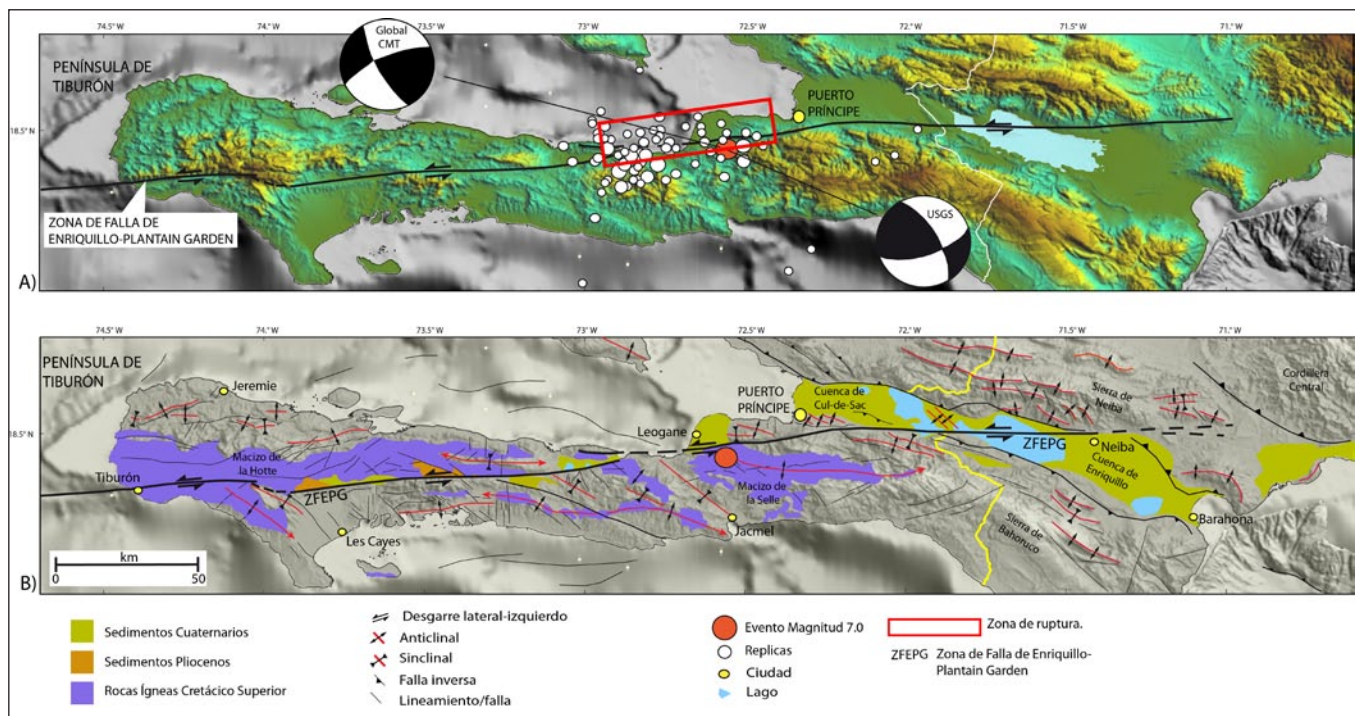 74.5°W
74.°W
73.5°W
73.°W
72.5°W
72.°W
71.5°W
71.°W
Global
CMT
PENÍNSULA DE
TIBURÓN
PUERTO
PRÍNCIPE
18.5°N
ZONA DE FALLA DE
ENRIQUILLO-PLANTAIN GARDEN
USGS
A)
74.5°W
74.°W
73.5°W
73.°W
72.5°W
72.°W
71.5°W
71.°W
PENÍNSULA DE
TIBURÓN
Jeremie
PUERTO
PRÍNCIPE
Cuenca de
Cul-de-Sac
Sierra de
Neiba
Cordillera
Central
18.5°N
Leogane
ZFEPG
Neiba
Macizo de
la Hotte
Tiburón
ZFEPG
Macizo de
la Selle
Cuenca de
Enriquillo
Les Cayes
Jacmel
Sierra de
Bahoruco
Barahona
km
0 50
B)
Sedimentos Cuaternarios
Sedimentos Pliocenos
Rocas Ígneas Cretácico Superior
Desgarre lateral-izquierdo
Anticlinal
Sinclinal
Falla inversa
Lineamiento/falla
Evento Magnitud 7.0
Replicas
Ciudad
Lago
Zona de ruptura.
ZFEPG Zona de Falla de Enriquillo-
Plantain Garden